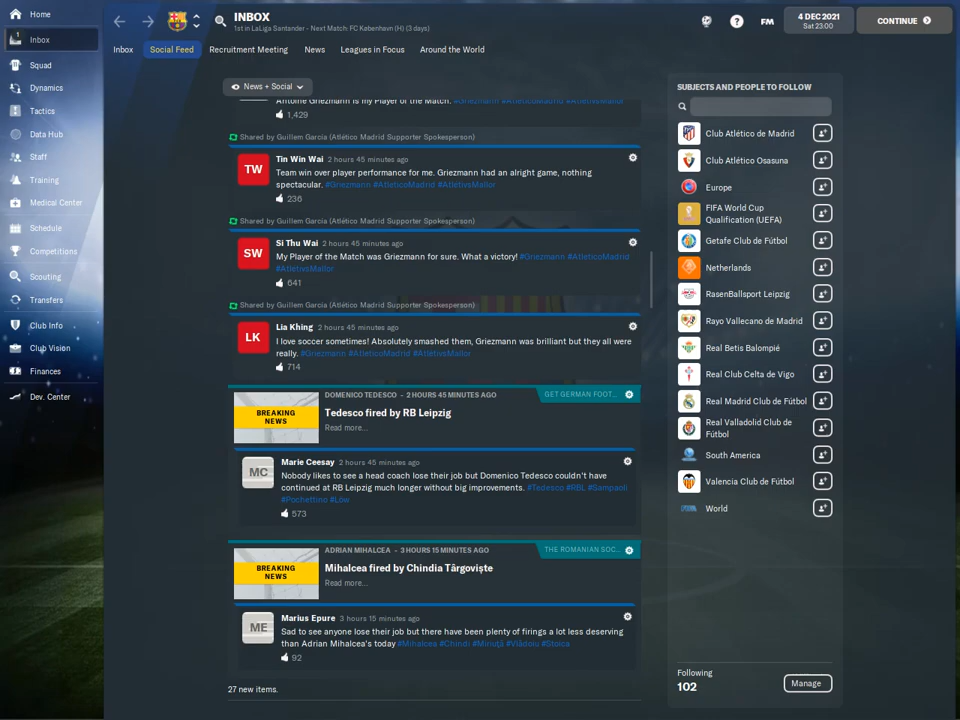 Home
1
Inbox
Squad
Dynamics
Tactics
Data Hub
Staff
Training
Medical Center
Schedule
Competitions
Scouting
Transfers
Club Info
Club Vision
Finances
Dev. Center
INBOX
1st in LaLiga Santander - Next Match: FC København (H) (3 days)
?
FM
4 DEC 2021
Sat 23:00
CONTINUE
Inbox
Social Feed
Recruitment Meeting
News
Leagues in Focus
Around the World
News + Social
Antoine Griezmann is my Player of the Match. #Griezmann #AtleticoMadrid #AtletivsMallor
1,429
Shared by Guillem García (Atlético Madrid Supporter Spokesperson)
TW
Tin Win Wai 2 hours 45 minutes ago
Team win over player performance for me. Griezmann had an alright game, nothing
spectacular. #Griezmann #AtleticoMadrid #AtletivsMallor
236
Shared by Guillem García (Atlético Madrid Supporter Spokesperson)
SW
Si Thu Wai 2 hours 45 minutes ago
My Player of the Match was Griezmann for sure. What a victory! #Griezmann #AtleticoMadrid
#AtletivsMallor
641
Shared by Guillem García (Atlético Madrid Supporter Spokesperson)
LK
Lia Khing 2 hours 45 minutes ago
I love soccer sometimes! Absolutely smashed them, Griezmann was brilliant but they all were
really. #Griezmann #AtleticoMadrid #AtletivsMallor
714
BREAKING
NEWS
DOMENICO TEDESCO - 2 HOURS 45 MINUTES AGO
GET GERMAN FOOT...
Tedesco fired by RB Leipzig
Read more...
MC
Marie Ceesay 2 hours 45 minutes ago
Nobody likes to see a head coach lose their job but Domenico Tedesco couldn't have
continued at RB Leipzig much longer without big improvements. #Tedesco #RBL #Sampaoli
#Pochettino #Löw
573
BREAKING
NEWS
ADRIAN MIHALCEA - 3 HOURS 15 MINUTES AGO
THE ROMANIAN SOC...
Mihalcea fired by Chindia Târgoviște
Read more...
ME
Marius Epure 3 hours 15 minutes ago
Sad to see anyone lose their job but there have been plenty of firings a lot less deserving
than Adrian Mihalcea's today #Mihalcea #Chindi #Miriuță #Vlădoiu #Stoica
92
27 new items.
SUBJECTS AND PEOPLE TO FOLLOW
Club Atlético de Madrid
Club Atlético Osasuna
Europe
FIFA World Cup
Qualification (UEFA)
Getafe Club de Fútbol
Netherlands
RasenBallsport Leipzig
Rayo Vallecano de Madrid
Real Betis Balompié
Real Club Celta de Vigo
Real Madrid Club de Fútbol
Real Valladolid Club de
Fútbol
South America
Valencia Club de Fútbol
World
Following
102
Manage